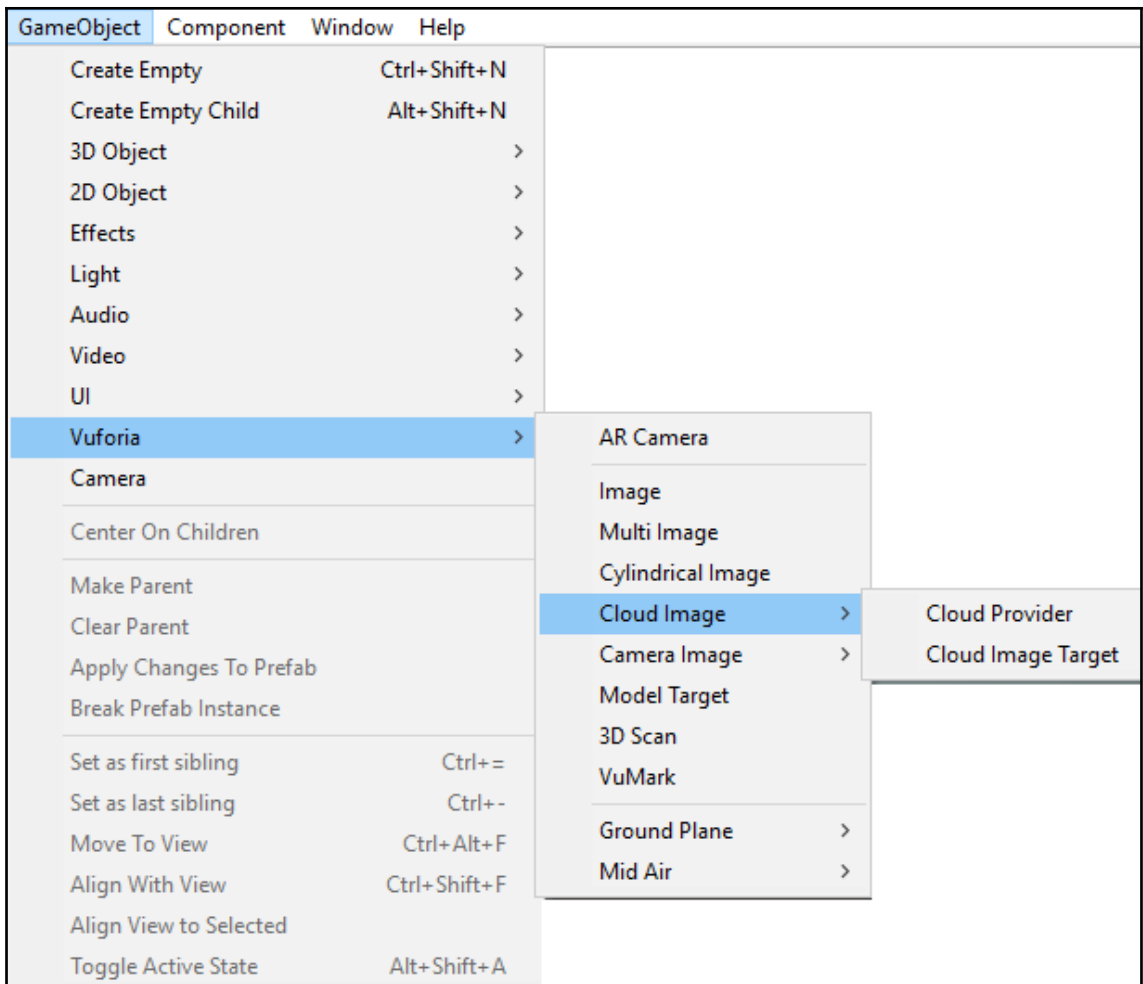 GameObject Component Window Help
Create Empty Ctrl+Shift+N
Create Empty Child Alt+Shift+N
3D Object >
2D Object >
Effects >
Light >
Audio >
Video >
UI >
Vuforia >
Camera
Center On Children
Make Parent
Clear Parent
Apply Changes To Prefab
Break Prefab Instance
Set as first sibling Ctrl+=
Set as last sibling Ctrl+-
Move To View Ctrl+Alt+F
Align With View Ctrl+Shift+F
Align View to Selected
Toggle Active State Alt+Shift+A
AR Camera
Image
Multi Image
Cylindrical Image
Cloud Image >
Camera Image >
Model Target
3D Scan
VuMark
Ground Plane >
Mid Air >
Cloud Provider
Cloud Image Target